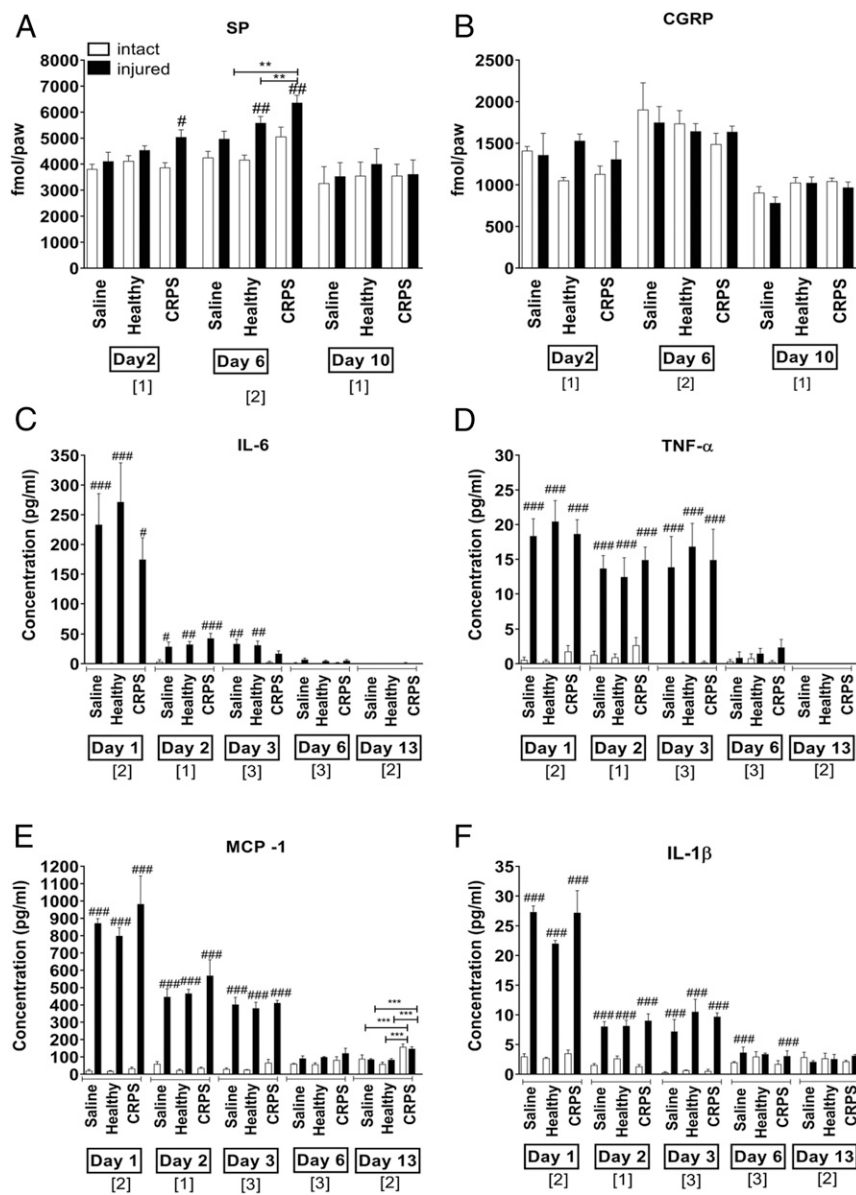 A
SP
intact
injured
fmol/paw
7000
6000
5000
4000
3000
2000
1000
0
#
##
**
**
##
Saline Healthy CRPS Saline Healthy CRPS Saline Healthy CRPS
Day2 Day 6 Day 10
[1] [2] [1]
B
CGRP
fmol/paw
2500
2000
1500
1000
500
0
Saline Healthy CRPS Saline Healthy CRPS Saline Healthy CRPS
Day2 Day 6 Day 10
[1] [2] [1]
C
IL-6
Concentration (pg/ml)
350
300
250
200
150
100
50
0
### ### # # ## ### ## ##
Saline Healthy CRPS Saline Healthy CRPS Saline Healthy CRPS Saline Healthy CRPS Saline Healthy CRPS
Day 1 Day 2 Day 3 Day 6 Day 13
[2] [1] [3] [3] [2]
D
TNF-α
Concentration (pg/ml)
30
25
20
15
10
5
0
### ### ### ### ### ### ### ### ###
Saline Healthy CRPS Saline Healthy CRPS Saline Healthy CRPS Saline Healthy CRPS Saline Healthy CRPS
Day 1 Day 2 Day 3 Day 6 Day 13
[2] [1] [3] [3] [2]
E
MCP -1
Concentration (pg/ml)
1200
1100
1000
900
800
700
600
500
400
300
200
100
0
### ### ### ### ### ### ### ### ###
***
***
***
***
Saline Healthy CRPS Saline Healthy CRPS Saline Healthy CRPS Saline Healthy CRPS Saline Healthy CRPS
Day 1 Day 2 Day 3 Day 6 Day 13
[2] [1] [3] [3] [2]
F
IL-1β
Concentration (pg/ml)
35
30
25
20
15
10
5
0
### ### ### ### ### ### ### ### ### ### ###
Saline Healthy CRPS Saline Healthy CRPS Saline Healthy CRPS Saline Healthy CRPS Saline Healthy CRPS
Day 1 Day 2 Day 3 Day 6 Day 13
[2] [1] [3] [3] [2]